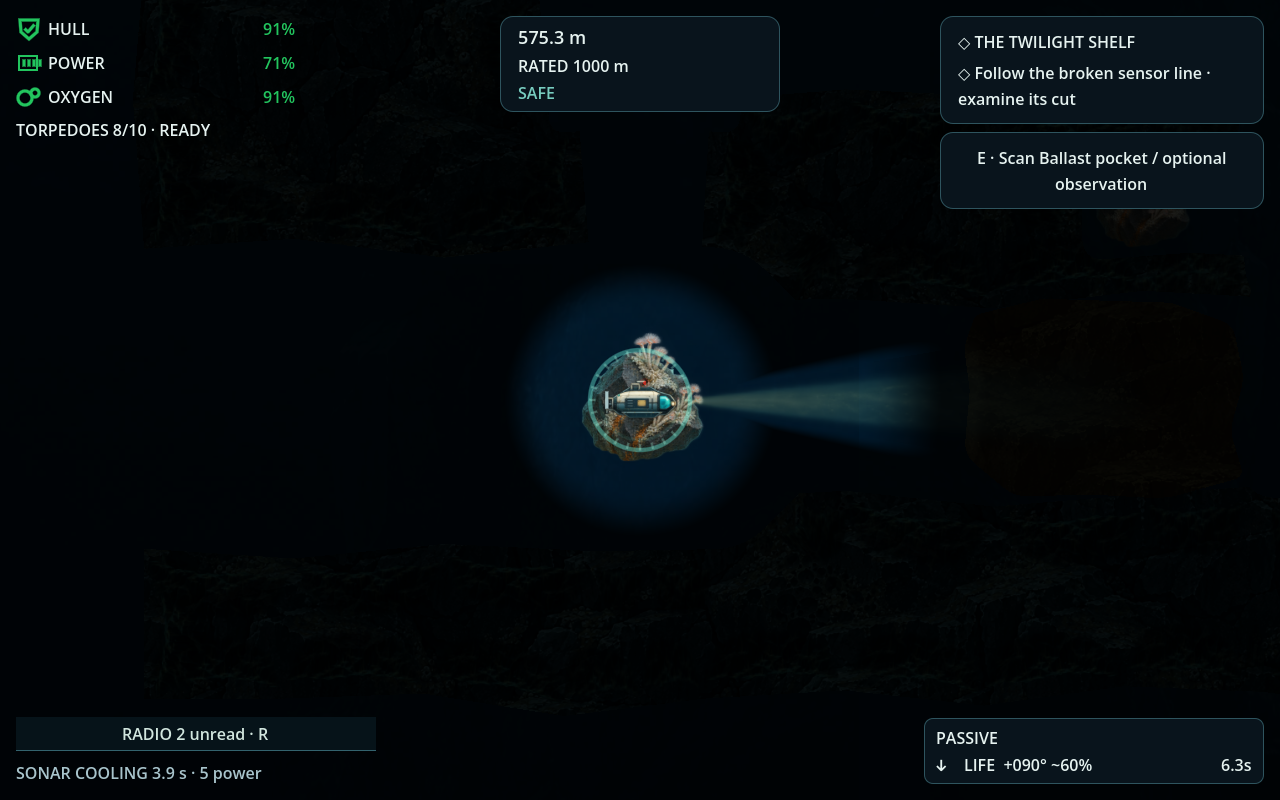 HULL 91%
POWER 71%
OXYGEN 91%
TORPEDOES 8/10 · READY
575.3 m
RATED 1000 m
SAFE
◇ THE TWILIGHT SHELF
◇ Follow the broken sensor line ·
examine its cut
E · Scan Ballast pocket / optional
observation
RADIO 2 unread · R
SONAR COOLING 3.9 s · 5 power
PASSIVE
↓ LIFE +090° ~60% 6.3s